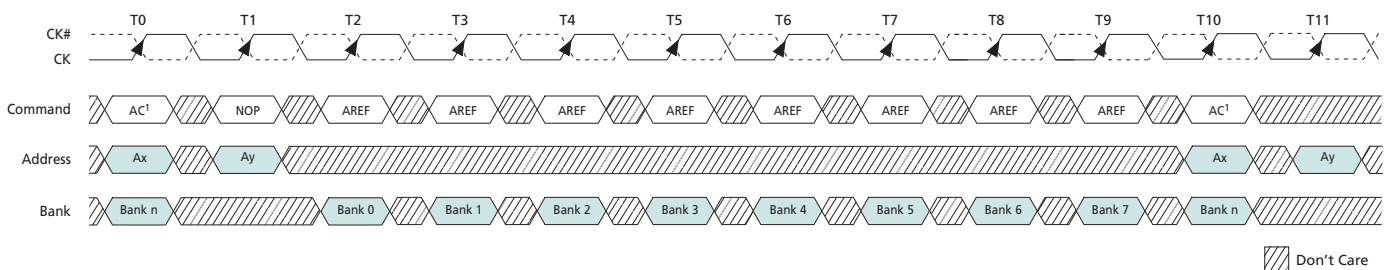 T0 T1 T2 T3 T4 T5 T6 T7 T8 T9 T10 T11
CK#
CK
Command AC¹ NOP AREF AREF AREF AREF AREF AREF AREF AREF AC¹
Address Ax Ay Ax Ay
Bank Bank n Bank 0 Bank 1 Bank 2 Bank 3 Bank 4 Bank 5 Bank 6 Bank 7 Bank n
Don't Care